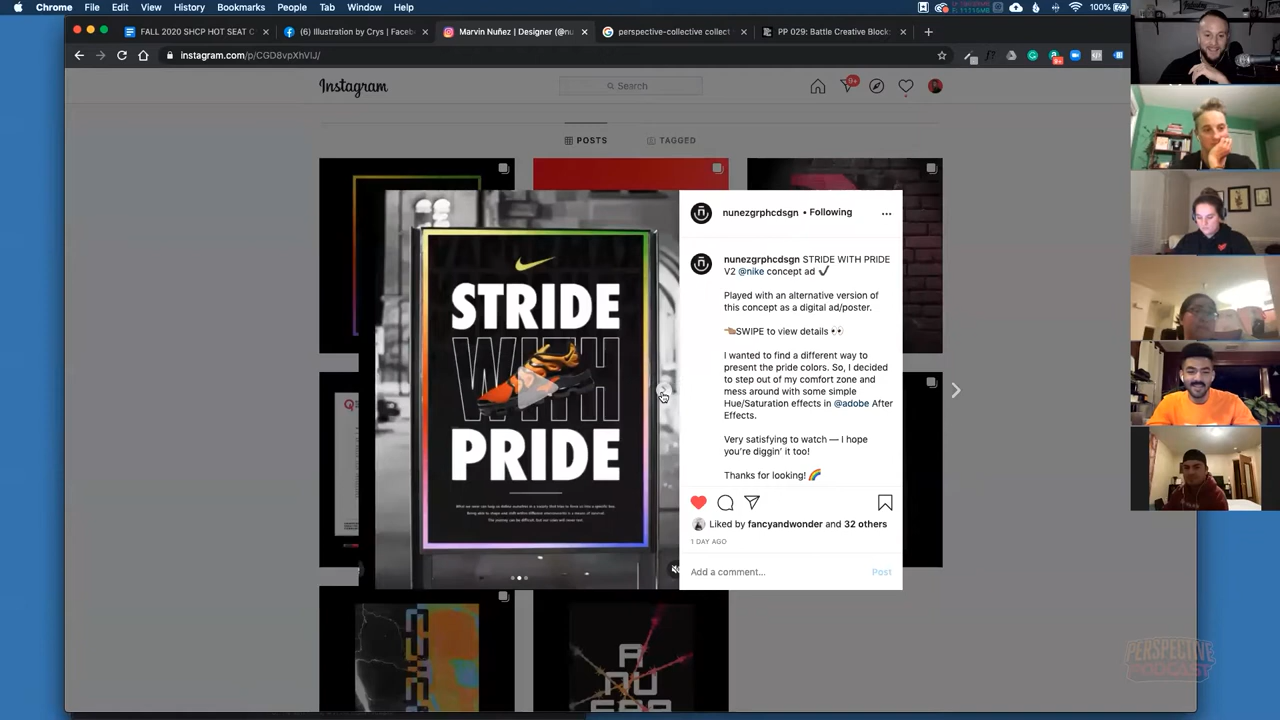 Chrome File Edit View History Bookmarks People Tab Window Help
100%
FALL 2020 SHCP HOT SEAT C
(6) Illustration by Crys | Faceb
Marvin Nuñez | Designer (@nu
perspective-collective collect
PP 029: Battle Creative Block:
instagram.com/p/CGD8vpXhVIJ/
Instagram
Search
9+
POSTS
TAGGED
nunezgrphcdsgn • Following
STRIDE
WITH
PRIDE
nunezgrphcdsgn STRIDE WITH PRIDE
V2 @nike concept ad ✔
Played with an alternative version of
this concept as a digital ad/poster.
SWIPE to view details 👀
I wanted to find a different way to
present the pride colors. So, I decided
to step out of my comfort zone and
mess around with some simple
Hue/Saturation effects in @adobe After
Effects.
Very satisfying to watch — I hope
you're diggin' it too!
Thanks for looking! 🌈
Liked by fancyandwonder and 32 others
1 DAY AGO
Add a comment...
Post
PERSPECTIVE
PODCAST